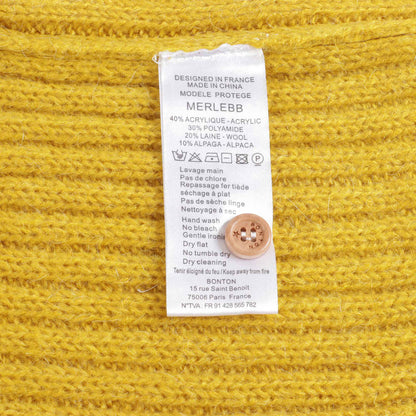 DESIGNED IN FRANCE
MADE IN CHINA
MODELE PROTEGE
MERLEBB
40% ACRYLIQUE - ACRYLIC
30% POLYAMIDE
20% LAINE - WOOL
10% ALPAGA - ALPACA
Lavage main
Pas de chlore
Repassage fer tiède
séchage à plat
Pas de sèche linge
Nettoyage à sec
Hand wash
No bleach
Gentle
Dry flat
No tumble dry
Dry cleaning
Tenir éloigné du feu / Keep away from fire
BONTON
15 rue Saint Benoit
75006 Paris France
N°TVA FR 91 428 565 782